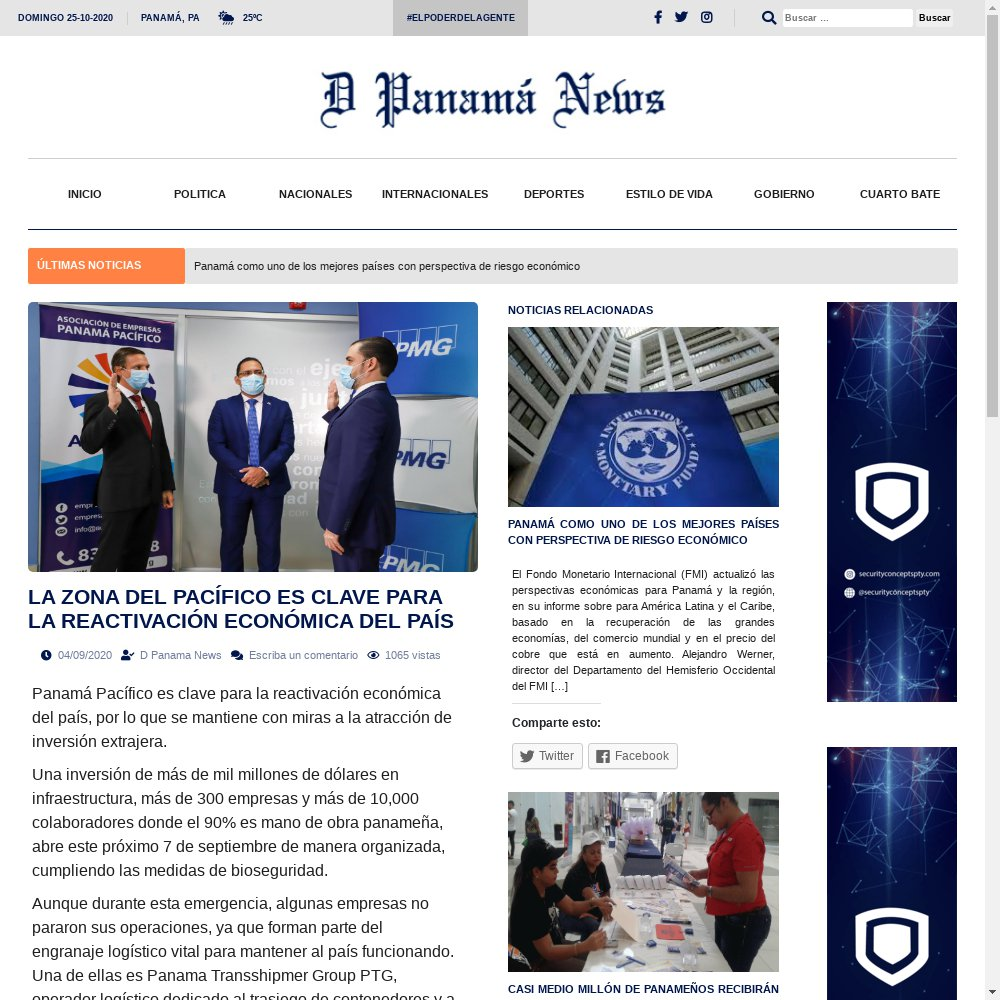 DOMINGO 25-10-2020
PANAMÁ, PA
25ºC
#ELPODERDELAGENTE
Buscar ...
Buscar
D Panamá News
INICIO
POLITICA
NACIONALES
INTERNACIONALES
DEPORTES
ESTILO DE VIDA
GOBIERNO
CUARTO BATE
ÚLTIMAS NOTICIAS
Panamá como uno de los mejores países con perspectiva de riesgo económico
ASOCIACIÓN DE EMPRESAS
PANAMÁ PACÍFICO
KPMG
KPMG
LA ZONA DEL PACÍFICO ES CLAVE PARA
LA REACTIVACIÓN ECONÓMICA DEL PAÍS
04/09/2020
D Panama News
Escriba un comentario
1065 vistas
Panamá Pacífico es clave para la reactivación económica
del país, por lo que se mantiene con miras a la atracción de
inversión extrajera.
Una inversión de más de mil millones de dólares en
infraestructura, más de 300 empresas y más de 10,000
colaboradores donde el 90% es mano de obra panameña,
abre este próximo 7 de septiembre de manera organizada,
cumpliendo las medidas de bioseguridad.
Aunque durante esta emergencia, algunas empresas no
pararon sus operaciones, ya que forman parte del
engranaje logístico vital para mantener al país funcionando.
Una de ellas es Panama Transshipmer Group PTG,
operador logístico dedicado al trasiego de contenedores y a
NOTICIAS RELACIONADAS
INTERNATIONAL
MONETARY FUND
PANAMÁ COMO UNO DE LOS MEJORES PAÍSES
CON PERSPECTIVA DE RIESGO ECONÓMICO
El Fondo Monetario Internacional (FMI) actualizó las
perspectivas económicas para Panamá y la región,
en su informe sobre para América Latina y el Caribe,
basado en la recuperación de las grandes
economías, del comercio mundial y en el precio del
cobre que está en aumento. Alejandro Werner,
director del Departamento del Hemisferio Occidental
del FMI […]
Comparte esto:
Twitter
Facebook
CASI MEDIO MILLÓN DE PANAMEÑOS RECIBIRÁN
securityconceptspty.com
@securityconceptspty